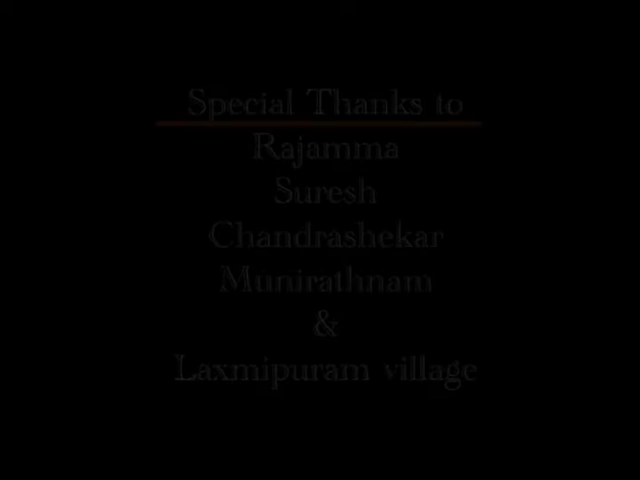 Special Thanks to
Rajamma
Suresh
Chandrashekar
Munirathnam
&
Laxmipuram village